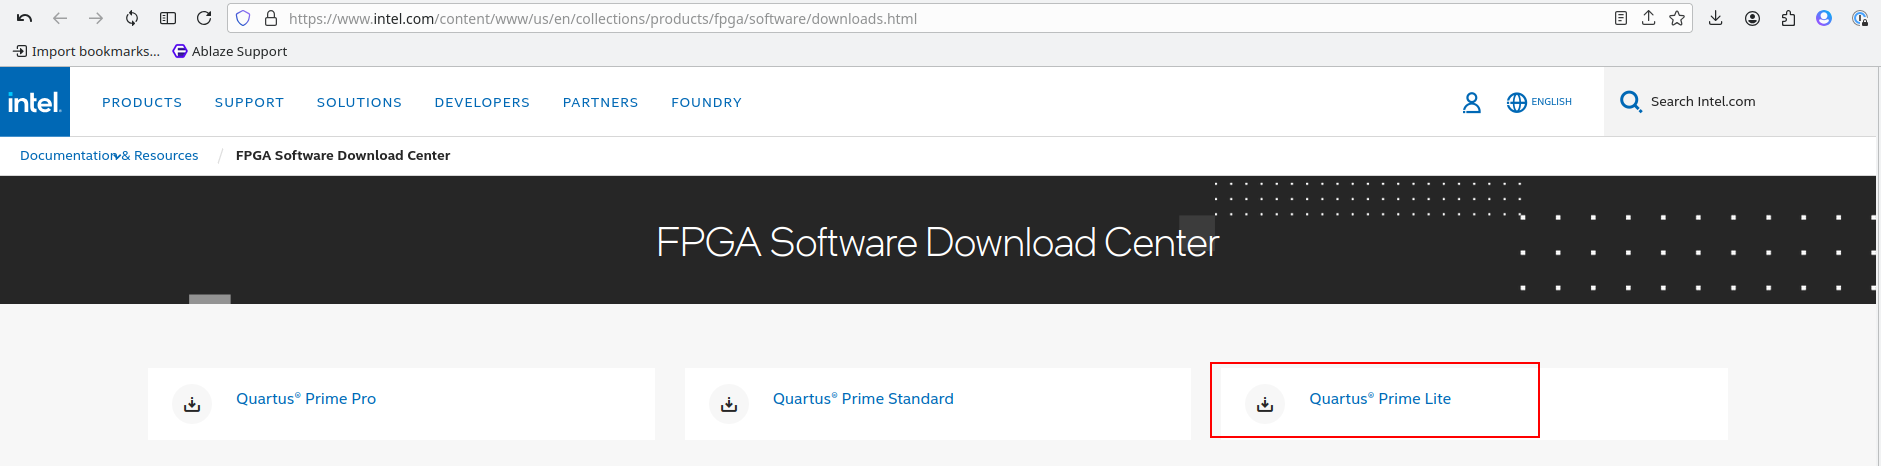 https://www.intel.com/content/www/us/en/collections/products/fpga/software/downloads.html
Import bookmarks... Ablaze Support
intel. PRODUCTS SUPPORT SOLUTIONS DEVELOPERS PARTNERS FOUNDRY ENGLISH Search Intel.com
Documentation & Resources / FPGA Software Download Center
FPGA Software Download Center
Quartus® Prime Pro Quartus® Prime Standard Quartus® Prime Lite